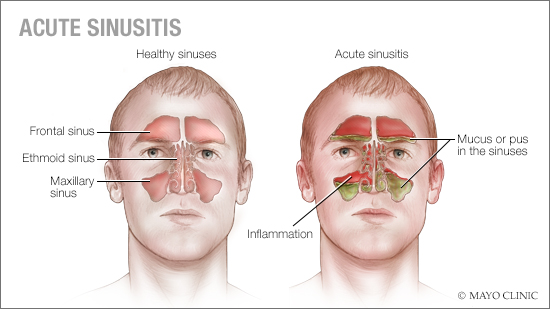 ACUTE SINUSITIS
Healthy sinuses
Acute sinusitis
Frontal sinus
Ethmoid sinus
Maxillary
sinus
Mucus or pus
in the sinuses
Inflammation
© MAYO CLINIC